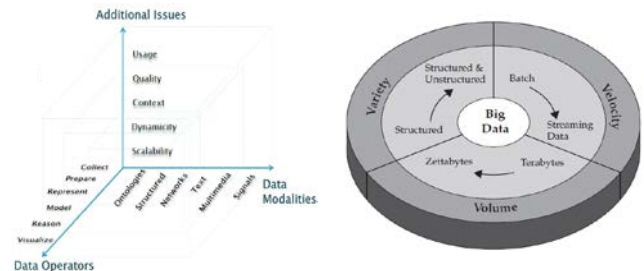 Additional Issues
Usage
Quality
Context
Dynamicity
Scalability
Collect
Prepare
Represent
Model
Reason
Visualize
Data Operators
Ontologies
Structured
Networks
Text
Multimedia
Signals
Data
Modalities
Variety
Structured &
Unstructured
Structured
Batch
Streaming
Data
Velocity
Big
Data
Zettabytes
Terabytes
Volume